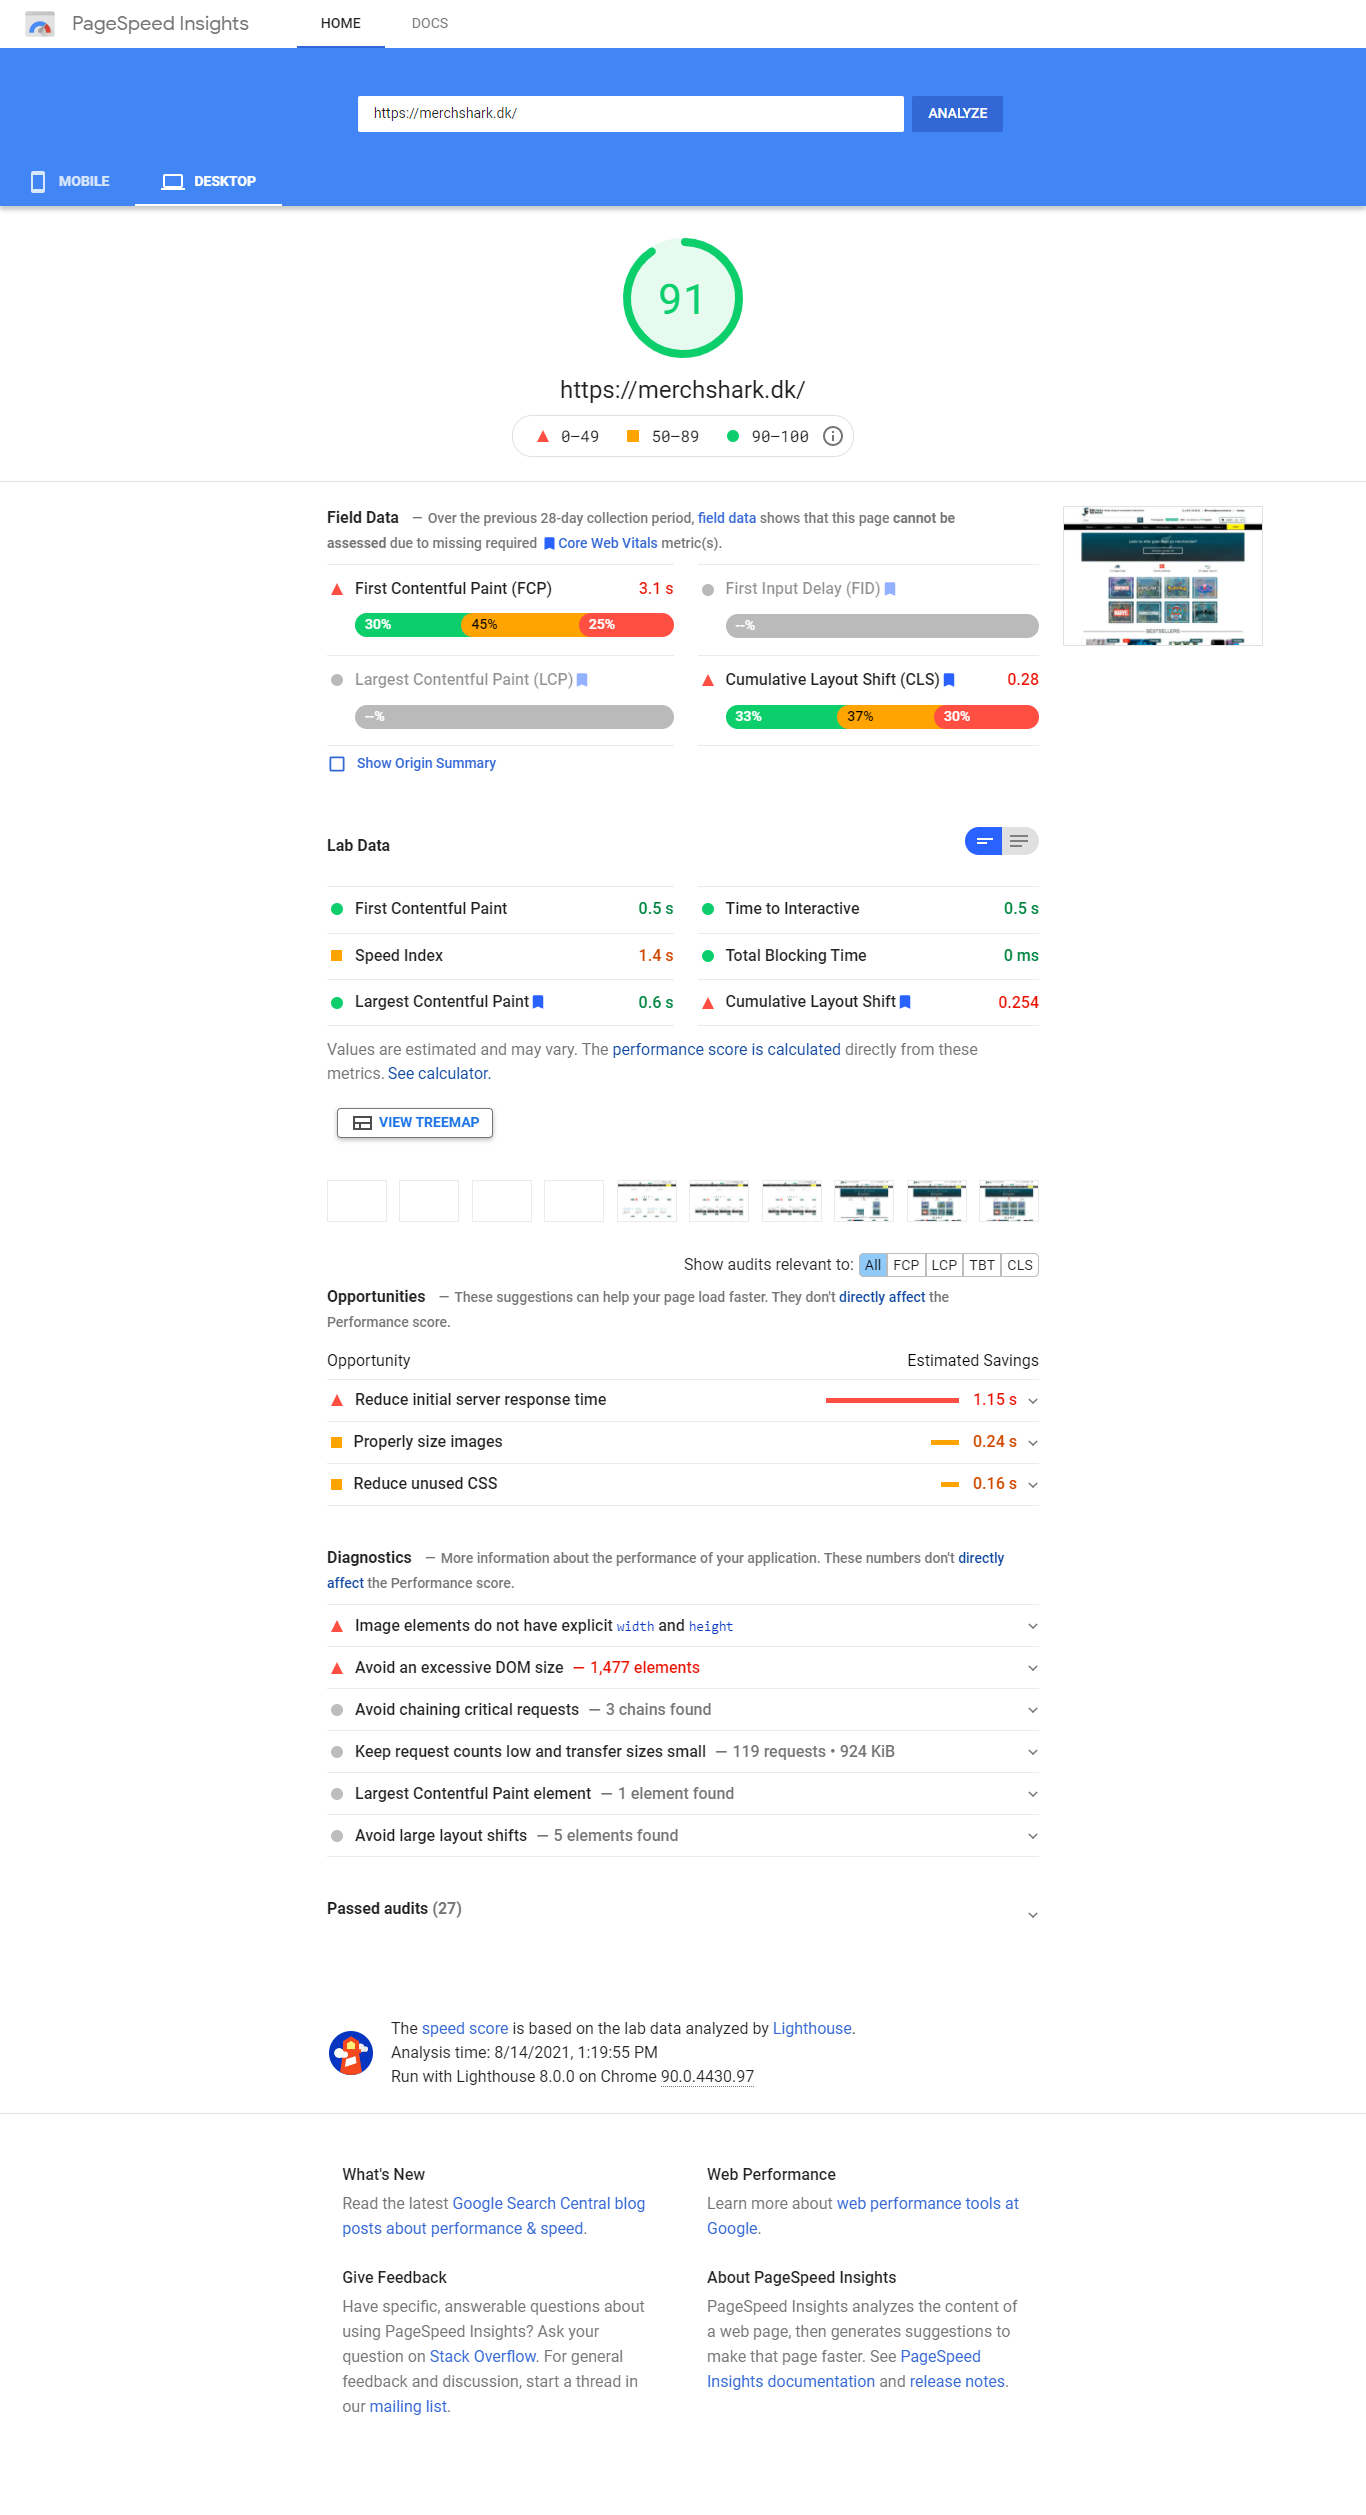 PageSpeed Insights
HOME
DOCS
https://merchshark.dk/
ANALYZE
MOBILE
DESKTOP
91
https://merchshark.dk/
0–49
50–89
90–100
Field Data — Over the previous 28-day collection period, field data shows that this page cannot be
assessed due to missing required Core Web Vitals metric(s).
First Contentful Paint (FCP) 3.1 s
30% 45% 25%
First Input Delay (FID)
--%
Largest Contentful Paint (LCP)
--%
Cumulative Layout Shift (CLS) 0.28
33% 37% 30%
Show Origin Summary
Lab Data
First Contentful Paint 0.5 s
Time to Interactive 0.5 s
Speed Index 1.4 s
Total Blocking Time 0 ms
Largest Contentful Paint 0.6 s
Cumulative Layout Shift 0.254
Values are estimated and may vary. The performance score is calculated directly from these
metrics. See calculator.
VIEW TREEMAP
Show audits relevant to: All FCP LCP TBT CLS
Opportunities — These suggestions can help your page load faster. They don't directly affect the
Performance score.
Opportunity Estimated Savings
Reduce initial server response time 1.15 s
Properly size images 0.24 s
Reduce unused CSS 0.16 s
Diagnostics — More information about the performance of your application. These numbers don't directly
affect the Performance score.
Image elements do not have explicit width and height
Avoid an excessive DOM size — 1,477 elements
Avoid chaining critical requests — 3 chains found
Keep request counts low and transfer sizes small — 119 requests • 924 KiB
Largest Contentful Paint element — 1 element found
Avoid large layout shifts — 5 elements found
Passed audits (27)
The speed score is based on the lab data analyzed by Lighthouse.
Analysis time: 8/14/2021, 1:19:55 PM
Run with Lighthouse 8.0.0 on Chrome 90.0.4430.97
What's New
Read the latest Google Search Central blog
posts about performance & speed.
Web Performance
Learn more about web performance tools at
Google.
Give Feedback
Have specific, answerable questions about
using PageSpeed Insights? Ask your
question on Stack Overflow. For general
feedback and discussion, start a thread in
our mailing list.
About PageSpeed Insights
PageSpeed Insights analyzes the content of
a web page, then generates suggestions to
make that page faster. See PageSpeed
Insights documentation and release notes.